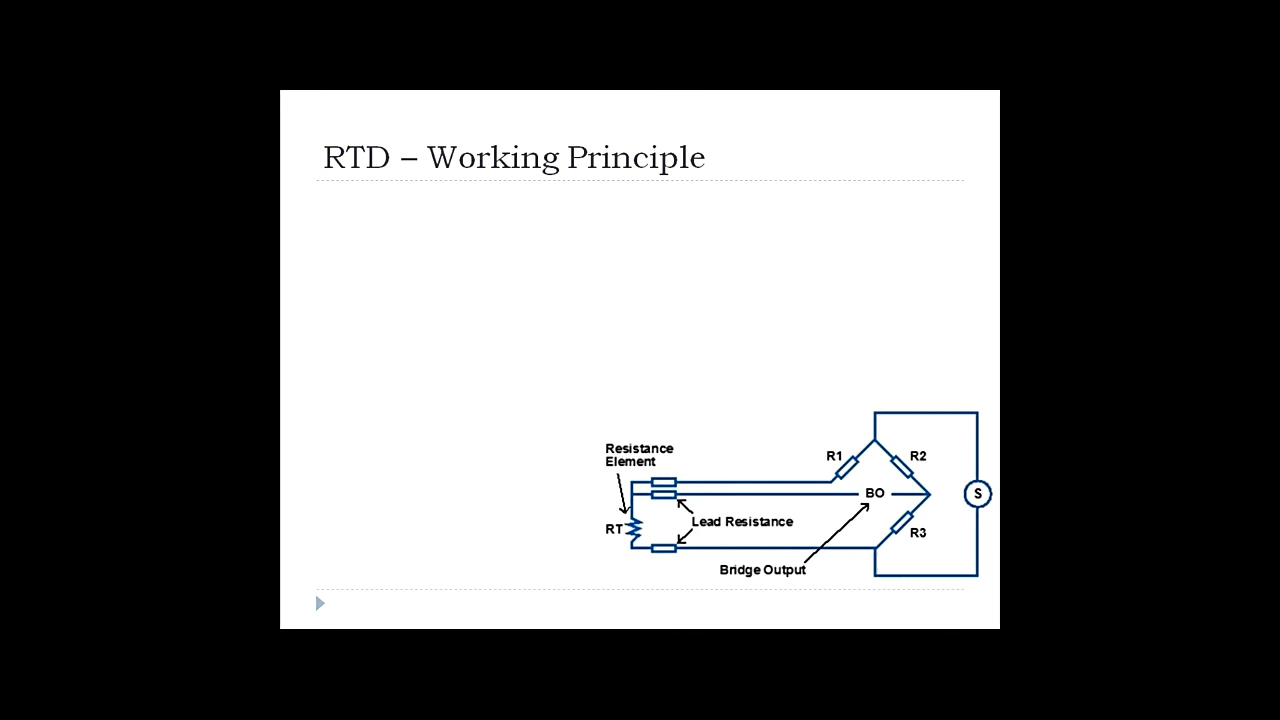 RTD – Working Principle
Resistance
Element
R1
R2
BO
S
RT
Lead Resistance
R3
Bridge Output